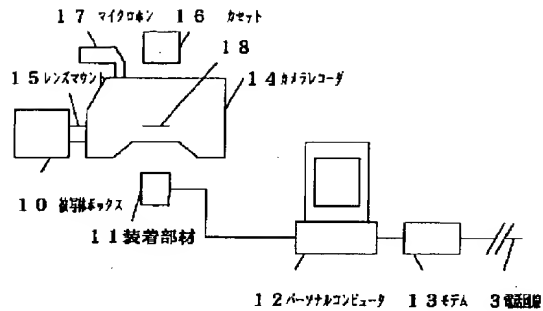 17 マイクロホン 16 カセット
18
15 レンズマウント 14 カメラレコーダ
10 被写体ボックス
11 装着部材
12 パーソナルコンピュータ 13 モデム 3 電話回線